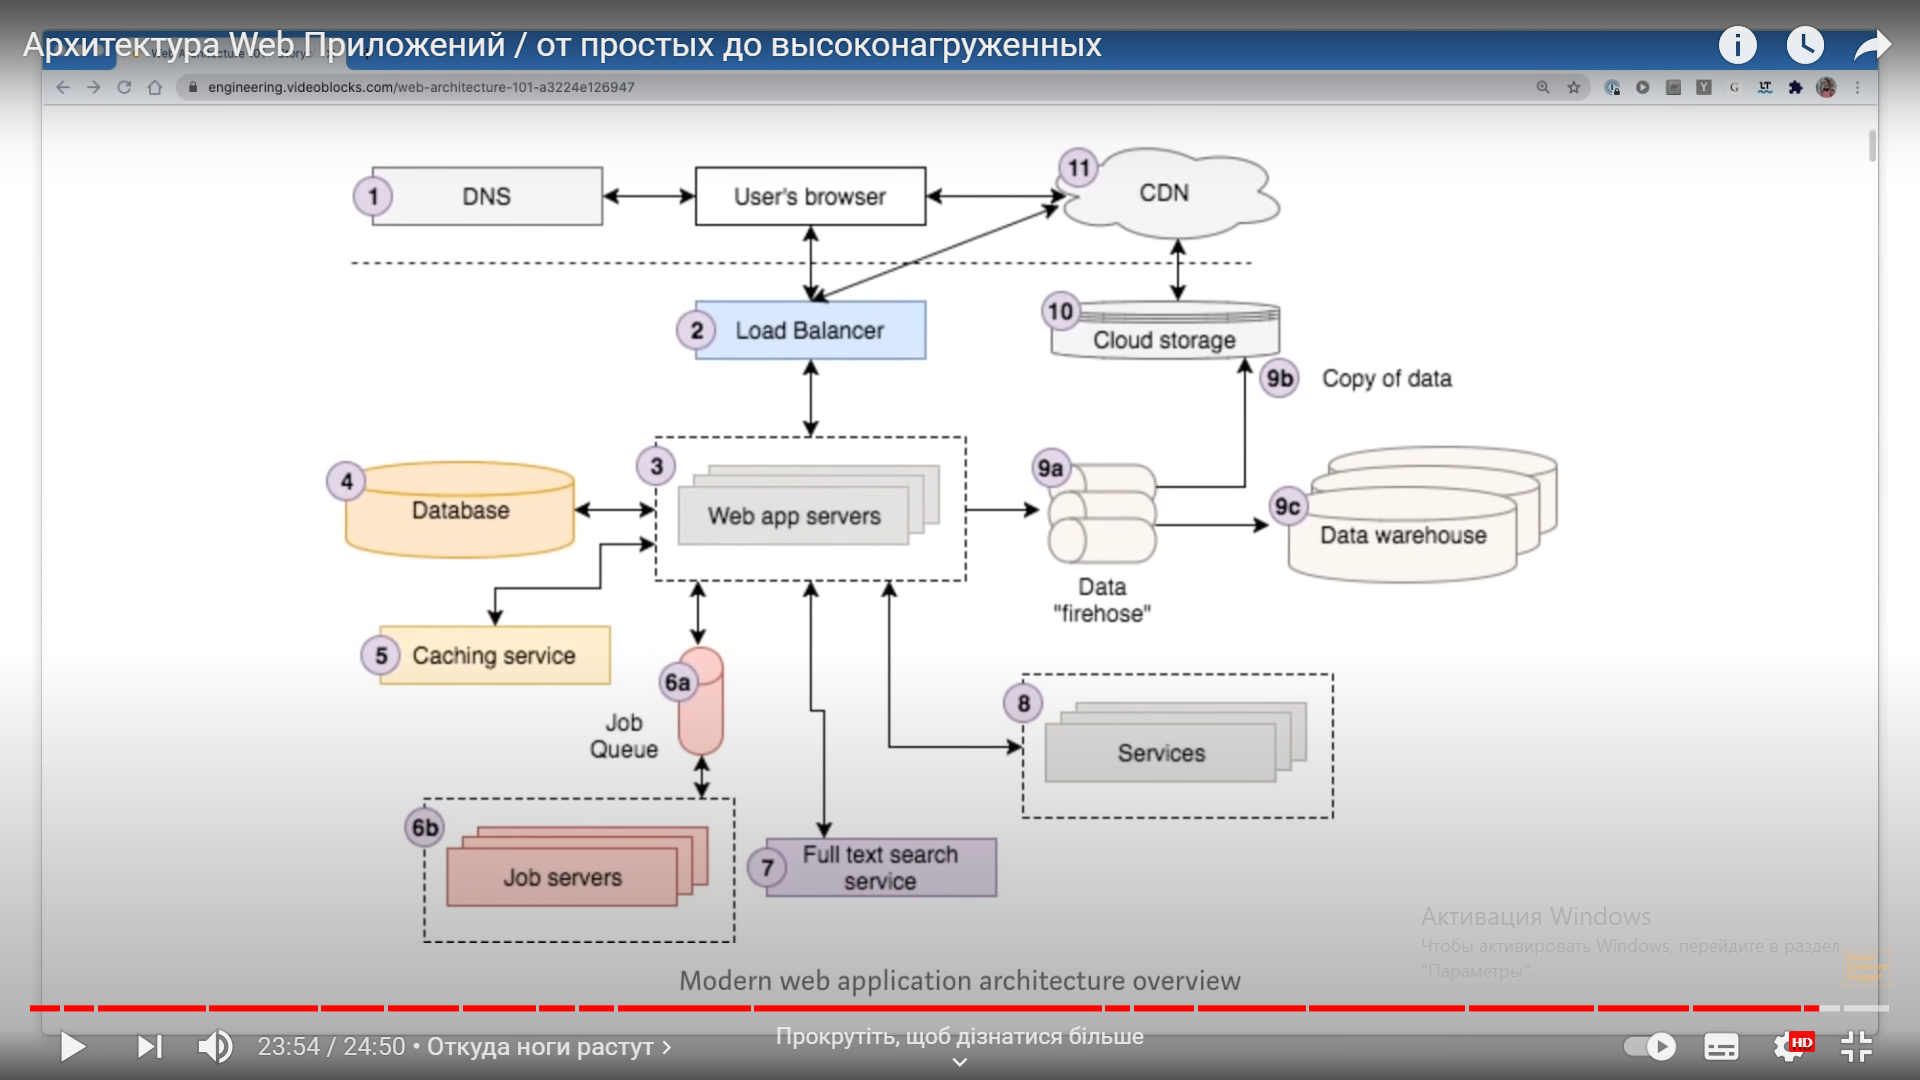 Архитектура Web Приложений / от простых до высоконагруженных
engineering.videoblocks.com/web-architecture-101-a3224e126947
1
DNS
User's browser
11
CDN
2
Load Balancer
10
Cloud storage
9b
Copy of data
4
Database
3
Web app servers
9a
Data
"firehose"
9c
Data warehouse
5
Caching service
6a
Job
Queue
8
Services
6b
Job servers
7
Full text search
service
Активация Windows
Чтобы активировать Windows, перейдите в раздел
"Параметры".
Modern web application architecture overview
23:54 / 24:50 • Откуда ноги растут
Прокрутіть, щоб дізнатися більше
HD